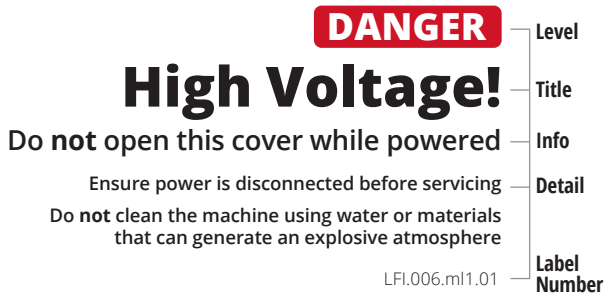 DANGER
Level
High Voltage!
Title
Do not open this cover while powered
Info
Ensure power is disconnected before servicing
Detail
Do not clean the machine using water or materials
that can generate an explosive atmosphere
LFI.006.ml1.01
Label
Number